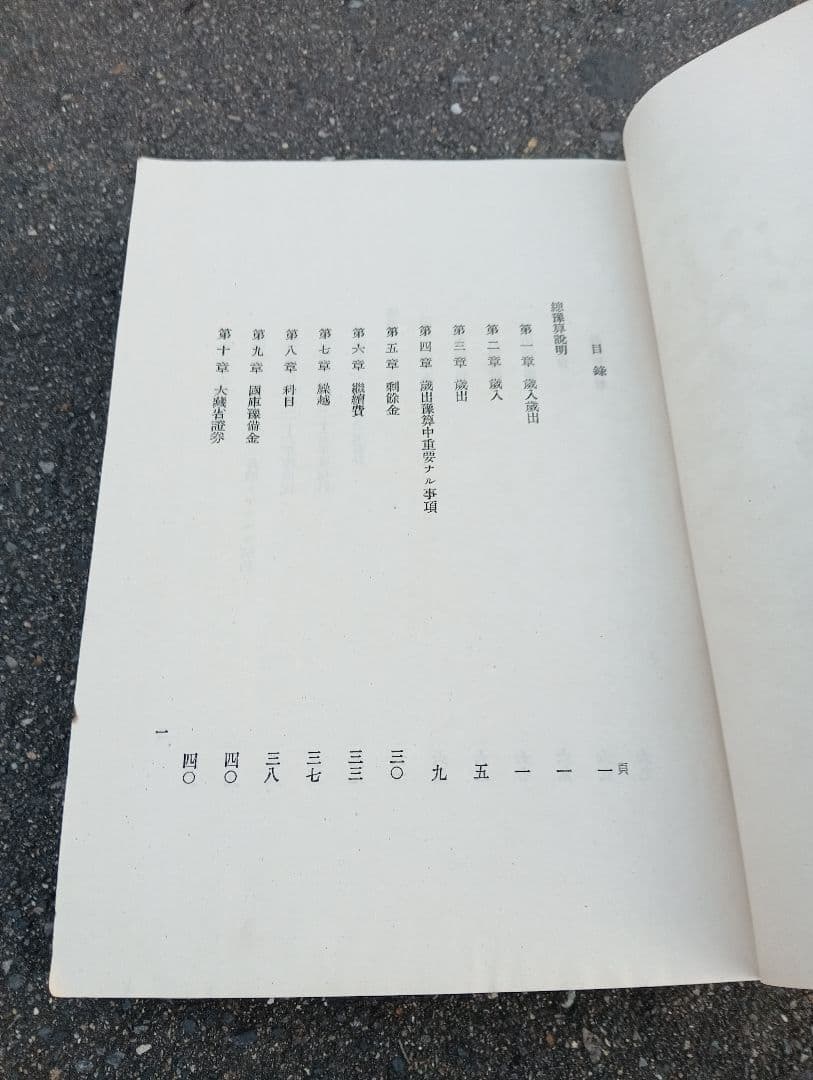 目錄
總豫算說明
第一章 歲入歲出
第二章 歲入
第三章 歲出
第四章 歲出豫算中重要ナル事項
第五章 剩餘金
第六章 繼續費
第七章 繰越
第八章 科目
第九章 國庫豫備金
第十章 大藏省證券
頁
一
一
一
五
九
三〇
三三
三七
三八
四〇
四〇
一